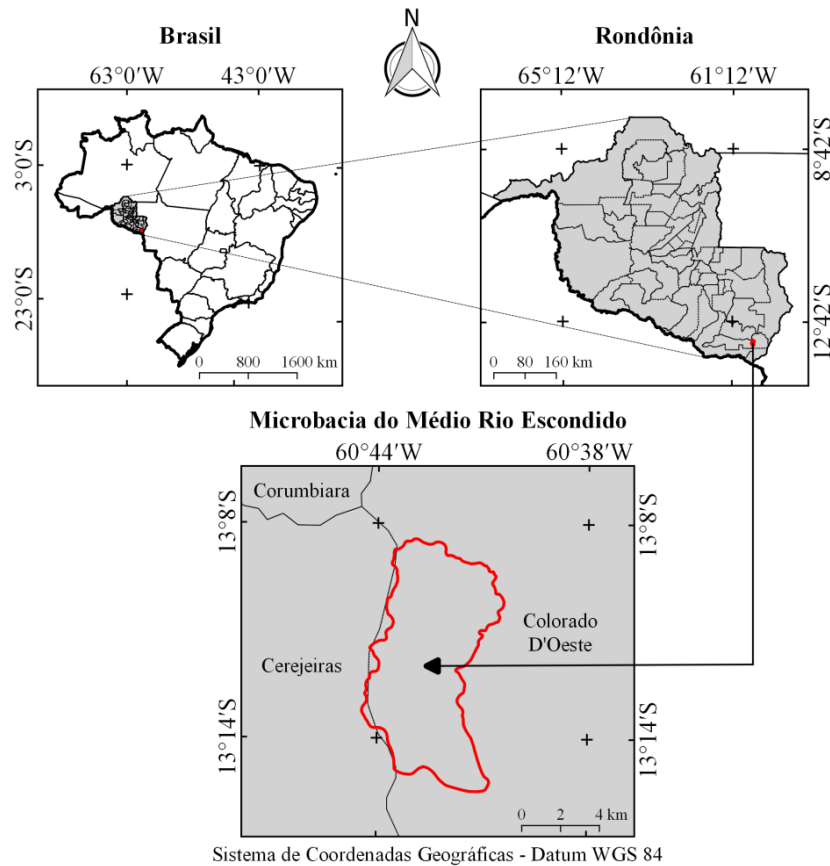 Brasil
N
Rondônia
63°0'W
43°0'W
65°12'W
61°12'W
3°0'S
23°0'S
8°42'S
12°42'S
0 800 1600 km
0 80 160 km
Microbacia do Médio Rio Escondido
60°44'W
60°38'W
13°8'S
13°8'S
Corumbiara
Colorado
D'Oeste
Cerejeiras
13°14'S
13°14'S
0 2 4 km
Sistema de Coordenadas Geográficas - Datum WGS 84